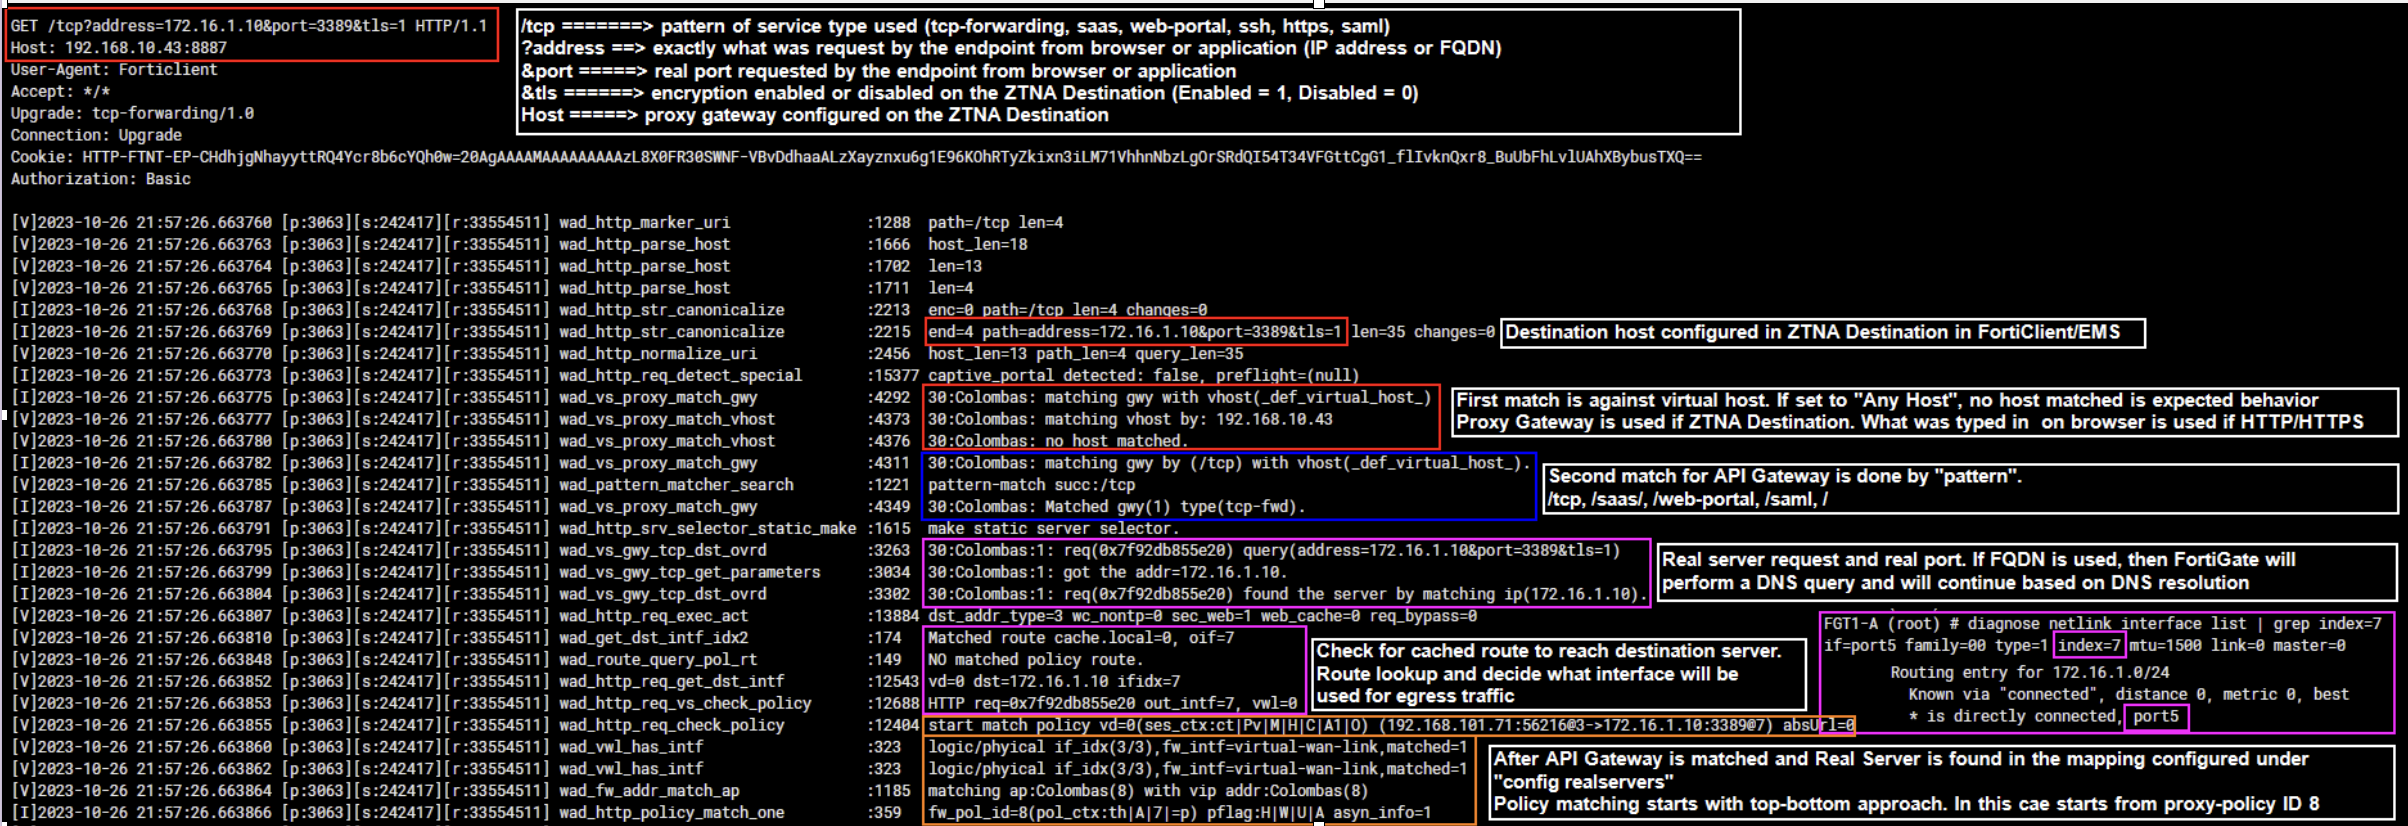 GET /tcp?address=172.16.1.10&port=3389&tls=1 HTTP/1.1
Host: 192.168.10.43:8887
User-Agent: Forticlient
Accept: */*
Upgrade: tcp-forwarding/1.0
Connection: Upgrade
Cookie: HTTP-FTNT-EP-CHdhjgNhayyttRQ4Ycr8b6cYQh0w=20AgAAAAMAAAAAAAAAzL8X0FR30SWNF-VBvDdhaaALzXayznxu6g1E96KOhRTyZkixn3iLM71VhhnNbzLgOrSRdQI54T34VFGttCgG1_flIvknQxr8_BuUbFhLvlUAhXBybusTXQ==
Authorization: Basic
/tcp =======> pattern of service type used (tcp-forwarding, saas, web-portal, ssh, https, saml)
?address ==> exactly what was request by the endpoint from browser or application (IP address or FQDN)
&port =====> real port requested by the endpoint from browser or application
&tls ======> encryption enabled or disabled on the ZTNA Destination (Enabled = 1, Disabled = 0)
Host =====> proxy gateway configured on the ZTNA Destination
[V]2023-10-26 21:57:26.663760 [p:3063][s:242417][r:33554511] wad_http_marker_uri :1288 path=/tcp len=4
[V]2023-10-26 21:57:26.663763 [p:3063][s:242417][r:33554511] wad_http_parse_host :1666 host_len=18
[V]2023-10-26 21:57:26.663764 [p:3063][s:242417][r:33554511] wad_http_parse_host :1702 len=13
[V]2023-10-26 21:57:26.663765 [p:3063][s:242417][r:33554511] wad_http_parse_host :1711 len=4
[I]2023-10-26 21:57:26.663768 [p:3063][s:242417][r:33554511] wad_http_str_canonicalize :2213 enc=0 path=/tcp len=4 changes=0
[I]2023-10-26 21:57:26.663769 [p:3063][s:242417][r:33554511] wad_http_str_canonicalize :2215 end=4 path=address=172.16.1.10&port=3389&tls=1 len=35 changes=0
Destination host configured in ZTNA Destination in FortiClient/EMS
[V]2023-10-26 21:57:26.663770 [p:3063][s:242417][r:33554511] wad_http_normalize_uri :2456 host_len=13 path_len=4 query_len=35
[I]2023-10-26 21:57:26.663773 [p:3063][s:242417][r:33554511] wad_http_req_detect_special :15377 captive_portal detected: false, preflight=(null)
[I]2023-10-26 21:57:26.663775 [p:3063][s:242417][r:33554511] wad_vs_proxy_match_gwy :4292 30:Colombas: matching gwy with vhost(_def_virtual_host_)
[V]2023-10-26 21:57:26.663777 [p:3063][s:242417][r:33554511] wad_vs_proxy_match_vhost :4373 30:Colombas: matching vhost by: 192.168.10.43
[V]2023-10-26 21:57:26.663780 [p:3063][s:242417][r:33554511] wad_vs_proxy_match_vhost :4376 30:Colombas: no host matched.
First match is against virtual host. If set to "Any Host", no host matched is expected behavior
Proxy Gateway is used if ZTNA Destination. What was typed in on browser is used if HTTP/HTTPS
[I]2023-10-26 21:57:26.663782 [p:3063][s:242417][r:33554511] wad_vs_proxy_match_gwy :4311 30:Colombas: matching gwy by (/tcp) with vhost(_def_virtual_host_).
[V]2023-10-26 21:57:26.663785 [p:3063][s:242417][r:33554511] wad_pattern_matcher_search :1221 pattern-match succ:/tcp
[I]2023-10-26 21:57:26.663787 [p:3063][s:242417][r:33554511] wad_vs_proxy_match_gwy :4349 30:Colombas: Matched gwy(1) type(tcp-fwd).
Second match for API Gateway is done by "pattern".
/tcp, /saas/, /web-portal, /saml, /
[I]2023-10-26 21:57:26.663791 [p:3063][s:242417][r:33554511] wad_http_srv_selector_static_make :1615 make static server selector.
[V]2023-10-26 21:57:26.663795 [p:3063][s:242417][r:33554511] wad_vs_gwy_tcp_dst_ovrd :3263 30:Colombas:1: req(0x7f92db855e20) query(address=172.16.1.10&port=3389&tls=1)
[I]2023-10-26 21:57:26.663799 [p:3063][s:242417][r:33554511] wad_vs_gwy_tcp_get_parameters :3034 30:Colombas:1: got the addr=172.16.1.10.
[I]2023-10-26 21:57:26.663804 [p:3063][s:242417][r:33554511] wad_vs_gwy_tcp_dst_ovrd :3302 30:Colombas:1: req(0x7f92db855e20) found the server by matching ip(172.16.1.10).
Real server request and real port. If FQDN is used, then FortiGate will
perform a DNS query and will continue based on DNS resolution
[V]2023-10-26 21:57:26.663807 [p:3063][s:242417][r:33554511] wad_http_req_exec_act :13884 dst_addr_type=3 wc_nontp=0 sec_web=1 web_cache=0 req_bypass=0
[V]2023-10-26 21:57:26.663810 [p:3063][s:242417][r:33554511] wad_get_dst_intf_idx2 :174 Matched route cache.local=0, oif=7
[V]2023-10-26 21:57:26.663848 [p:3063][s:242417][r:33554511] wad_route_query_pol_rt :149 NO matched policy route.
[V]2023-10-26 21:57:26.663852 [p:3063][s:242417][r:33554511] wad_http_req_get_dst_intf :12543 vd=0 dst=172.16.1.10 ifidx=7
[V]2023-10-26 21:57:26.663853 [p:3063][s:242417][r:33554511] wad_http_req_vs_check_policy :12688 HTTP req=0x7f92db855e20 out_intf=7, vwl=0
Check for cached route to reach destination server.
Route lookup and decide what interface will be
used for egress traffic
FGT1-A (root) # diagnose netlink interface list | grep index=7
if=port5 family=00 type=1 index=7 mtu=1500 link=0 master=0
Routing entry for 172.16.1.0/24
Known via "connected", distance 0, metric 0, best
* is directly connected, port5
[V]2023-10-26 21:57:26.663855 [p:3063][s:242417][r:33554511] wad_http_req_check_policy :12404 start match policy vd=0(ses_ctx:ct|Pv|M|H|C|A1|O) (192.168.101.71:56216@3->172.16.1.10:3389@7) absUrl=0
[V]2023-10-26 21:57:26.663860 [p:3063][s:242417][r:33554511] wad_vwl_has_intf :323 logic/phyical if_idx(3/3),fw_intf=virtual-wan-link,matched=1
[V]2023-10-26 21:57:26.663862 [p:3063][s:242417][r:33554511] wad_vwl_has_intf :323 logic/phyical if_idx(3/3),fw_intf=virtual-wan-link,matched=1
[V]2023-10-26 21:57:26.663864 [p:3063][s:242417][r:33554511] wad_fw_addr_match_ap :1185 matching ap:Colombas(8) with vip addr:Colombas(8)
[I]2023-10-26 21:57:26.663866 [p:3063][s:242417][r:33554511] wad_http_policy_match_one :359 fw_pol_id=8(pol_ctx:th|A|7|=p) pflag:H|W|U|A asyn_info=1
After API Gateway is matched and Real Server is found in the mapping configured under
"config realservers"
Policy matching starts with top-bottom approach. In this cae starts from proxy-policy ID 8